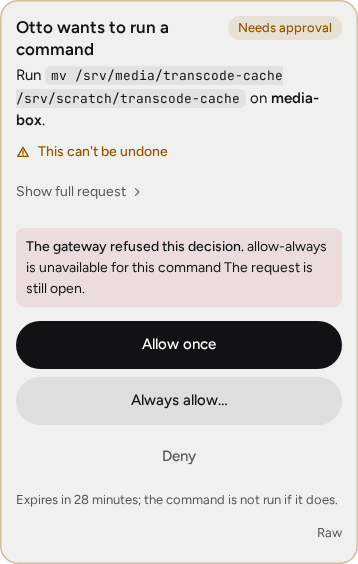 Otto wants to run a
command
Needs approval
Run mv /srv/media/transcode-cache
/srv/scratch/transcode-cache on media-
box.
This can't be undone
Show full request
The gateway refused this decision. allow-always
is unavailable for this command The request is
still open.
Allow once
Always allow...
Deny
Expires in 28 minutes; the command is not run if it does.
Raw